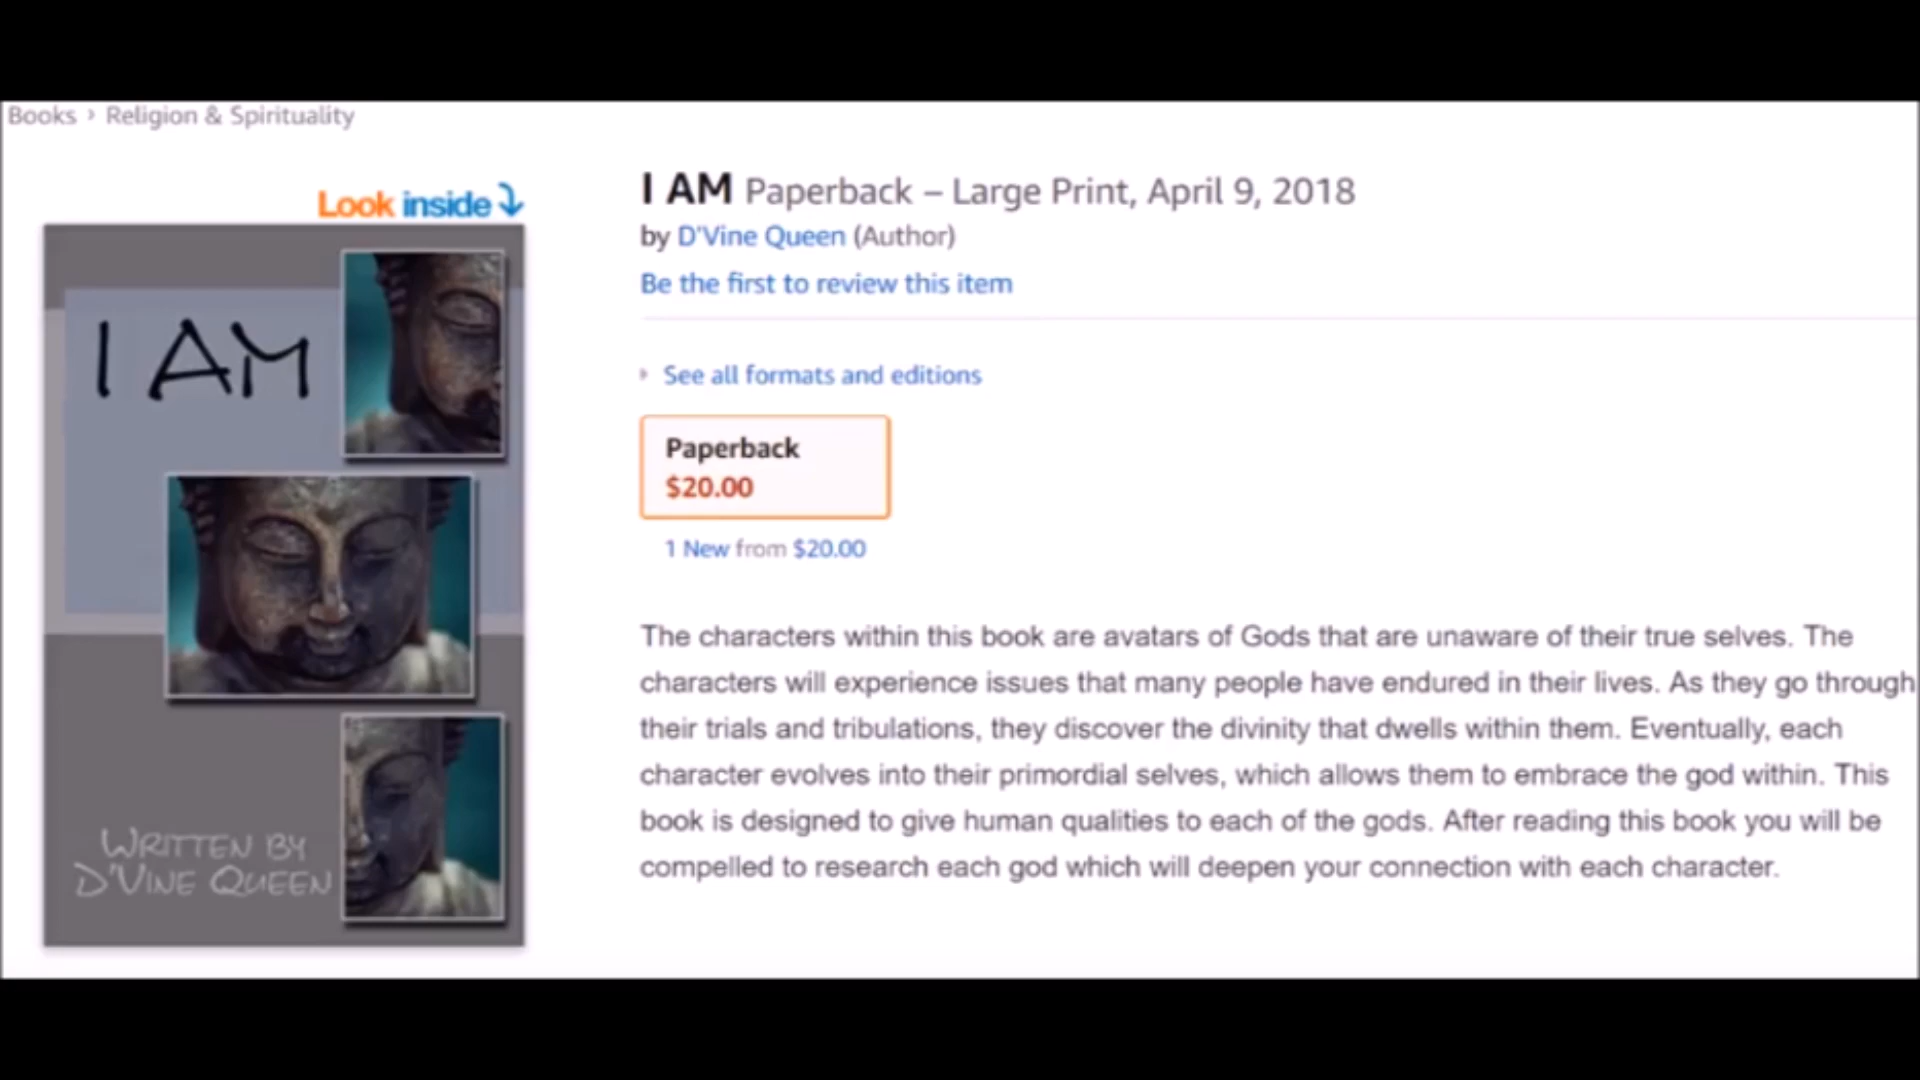 Books › Religion & Spirituality
Look inside
I AM
WRITTEN BY
D'VINE QUEEN
I AM Paperback – Large Print, April 9, 2018
by D'Vine Queen (Author)
Be the first to review this item
See all formats and editions
Paperback
$20.00
1 New from $20.00
The characters within this book are avatars of Gods that are unaware of their true selves. The
characters will experience issues that many people have endured in their lives. As they go through
their trials and tribulations, they discover the divinity that dwells within them. Eventually, each
character evolves into their primordial selves, which allows them to embrace the god within. This
book is designed to give human qualities to each of the gods. After reading this book you will be
compelled to research each god which will deepen your connection with each character.